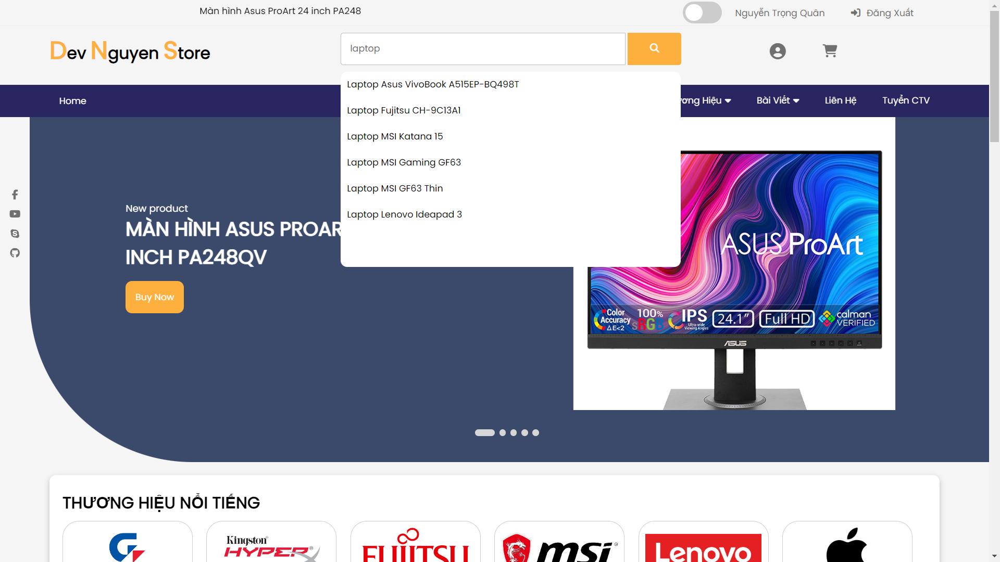 Màn hình Asus ProArt 24 inch PA248
Nguyễn Trọng Quân
Đăng Xuất
Dev Nguyen Store
laptop
Home
ơng Hiệu
Bài Viết
Liên Hệ
Tuyển CTV
Laptop Asus VivoBook A515EP-BQ498T
Laptop Fujitsu CH-9C13A1
Laptop MSI Katana 15
Laptop MSI Gaming GF63
Laptop MSI GF63 Thin
Laptop Lenovo Ideapad 3
New product
MÀN HÌNH ASUS PROAR
INCH PA248QV
Buy Now
ASUS ProArt
Color Accuracy ΔE<2
100% sRGB
IPS Ultra-wide Viewing Angles
24.1”
Full HD
calman VERIFIED
ASUS
THƯƠNG HIỆU NỔI TIẾNG
Kingston
HYPERX
FUJITSU
msi
Lenovo